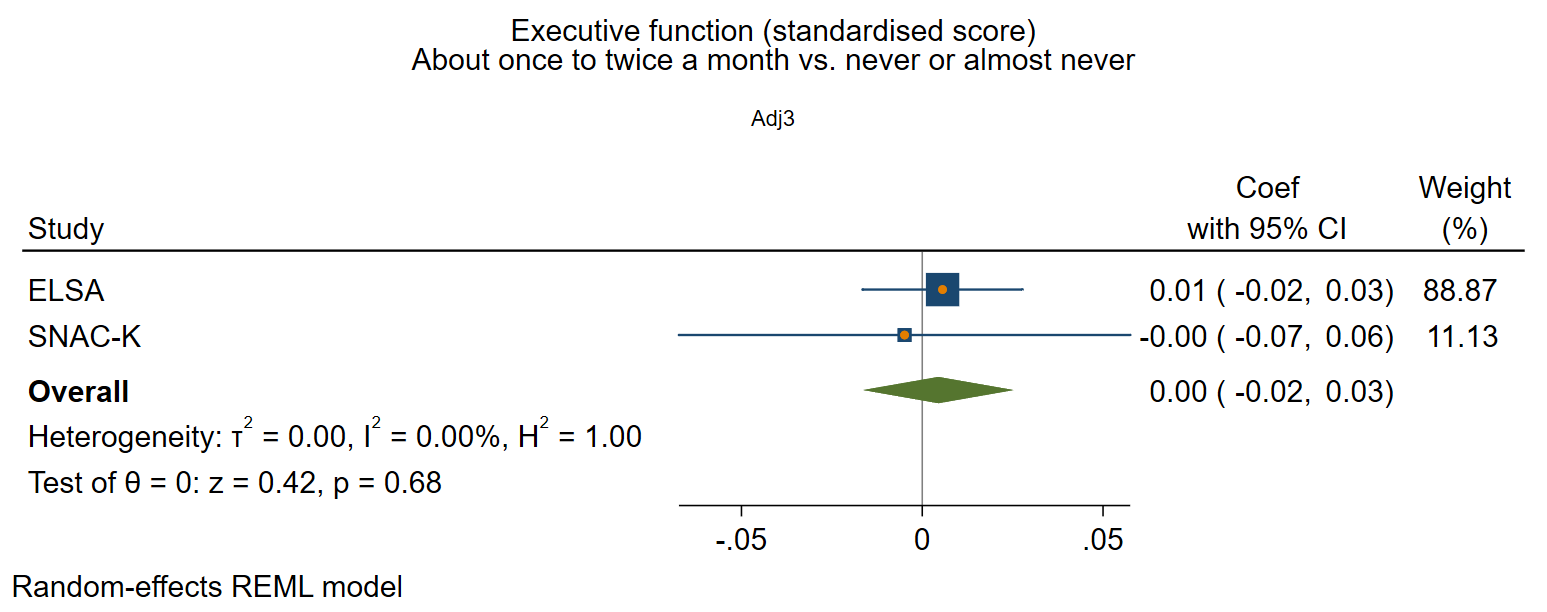 Executive function (standardised score)
About once to twice a month vs. never or almost never
Adj3
Coef Weight
Study with 95% CI (%)
ELSA 0.01 ( -0.02, 0.03) 88.87
SNAC-K -0.00 ( -0.07, 0.06) 11.13
Overall 0.00 ( -0.02, 0.03)
Heterogeneity: τ² = 0.00, I² = 0.00%, H² = 1.00
Test of θ = 0: z = 0.42, p = 0.68
-.05 0 .05
Random-effects REML model